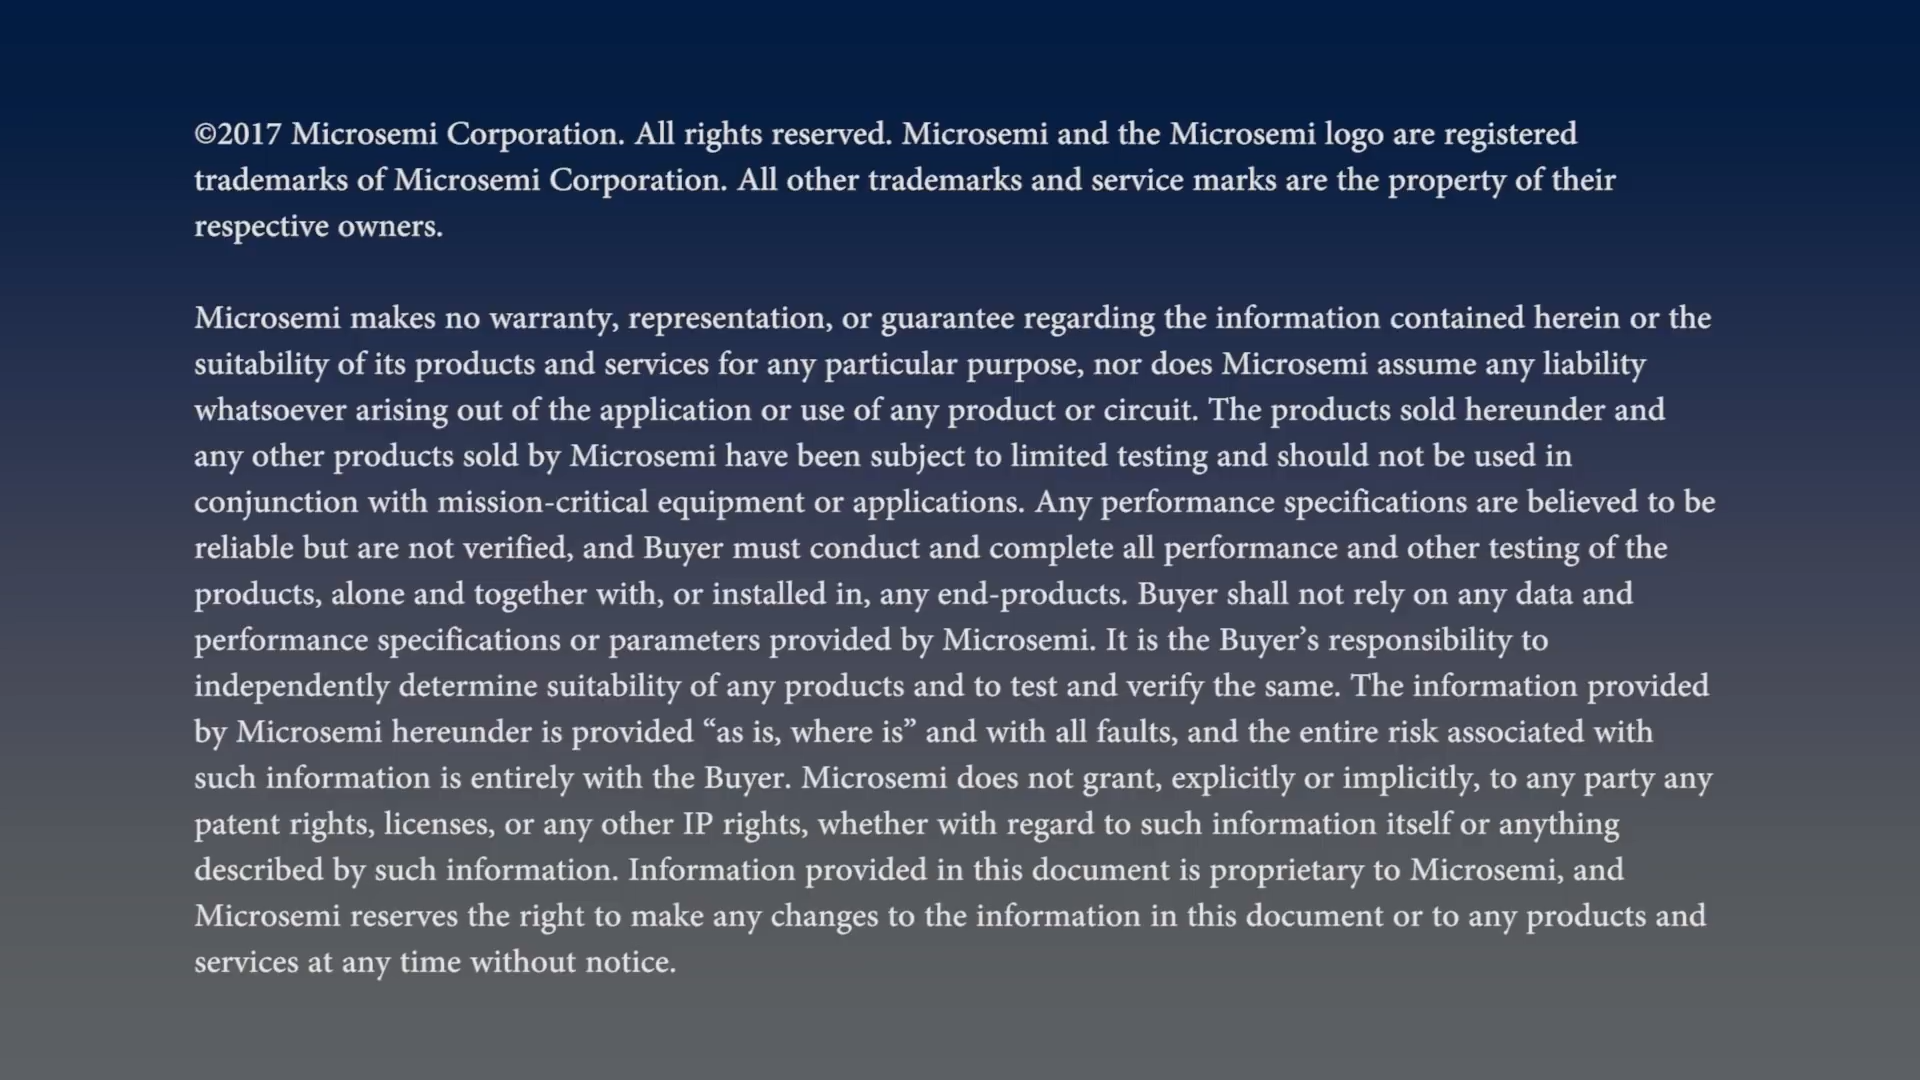 ©2017 Microsemi Corporation. All rights reserved. Microsemi and the Microsemi logo are registered
trademarks of Microsemi Corporation. All other trademarks and service marks are the property of their
respective owners.
Microsemi makes no warranty, representation, or guarantee regarding the information contained herein or the
suitability of its products and services for any particular purpose, nor does Microsemi assume any liability
whatsoever arising out of the application or use of any product or circuit. The products sold hereunder and
any other products sold by Microsemi have been subject to limited testing and should not be used in
conjunction with mission-critical equipment or applications. Any performance specifications are believed to be
reliable but are not verified, and Buyer must conduct and complete all performance and other testing of the
products, alone and together with, or installed in, any end-products. Buyer shall not rely on any data and
performance specifications or parameters provided by Microsemi. It is the Buyer’s responsibility to
independently determine suitability of any products and to test and verify the same. The information provided
by Microsemi hereunder is provided “as is, where is” and with all faults, and the entire risk associated with
such information is entirely with the Buyer. Microsemi does not grant, explicitly or implicitly, to any party any
patent rights, licenses, or any other IP rights, whether with regard to such information itself or anything
described by such information. Information provided in this document is proprietary to Microsemi, and
Microsemi reserves the right to make any changes to the information in this document or to any products and
services at any time without notice.